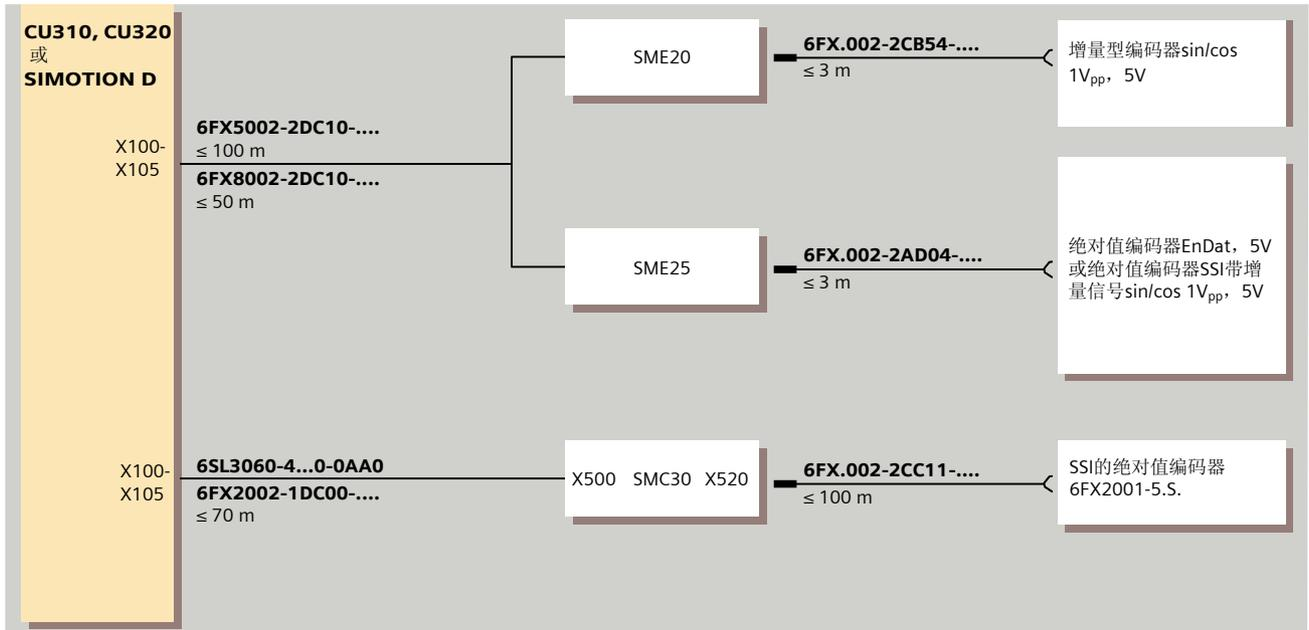 CU310, CU320
或
SIMOTION D
X100-
X105
6FX5002-2DC10-....
≤ 100 m
6FX8002-2DC10-....
≤ 50 m
SME20
6FX.002-2CB54-....
≤ 3 m
增量型编码器sin/cos
1Vpp，5V
SME25
6FX.002-2AD04-....
≤ 3 m
绝对值编码器EnDat，5V
或绝对值编码器SSI带增
量信号sin/cos 1Vpp，5V
X100-
X105
6SL3060-4...0-0AA0
6FX2002-1DC00-....
≤ 70 m
X500 SMC30 X520
6FX.002-2CC11-....
≤ 100 m
SSI的绝对值编码器
6FX2001-5.S.